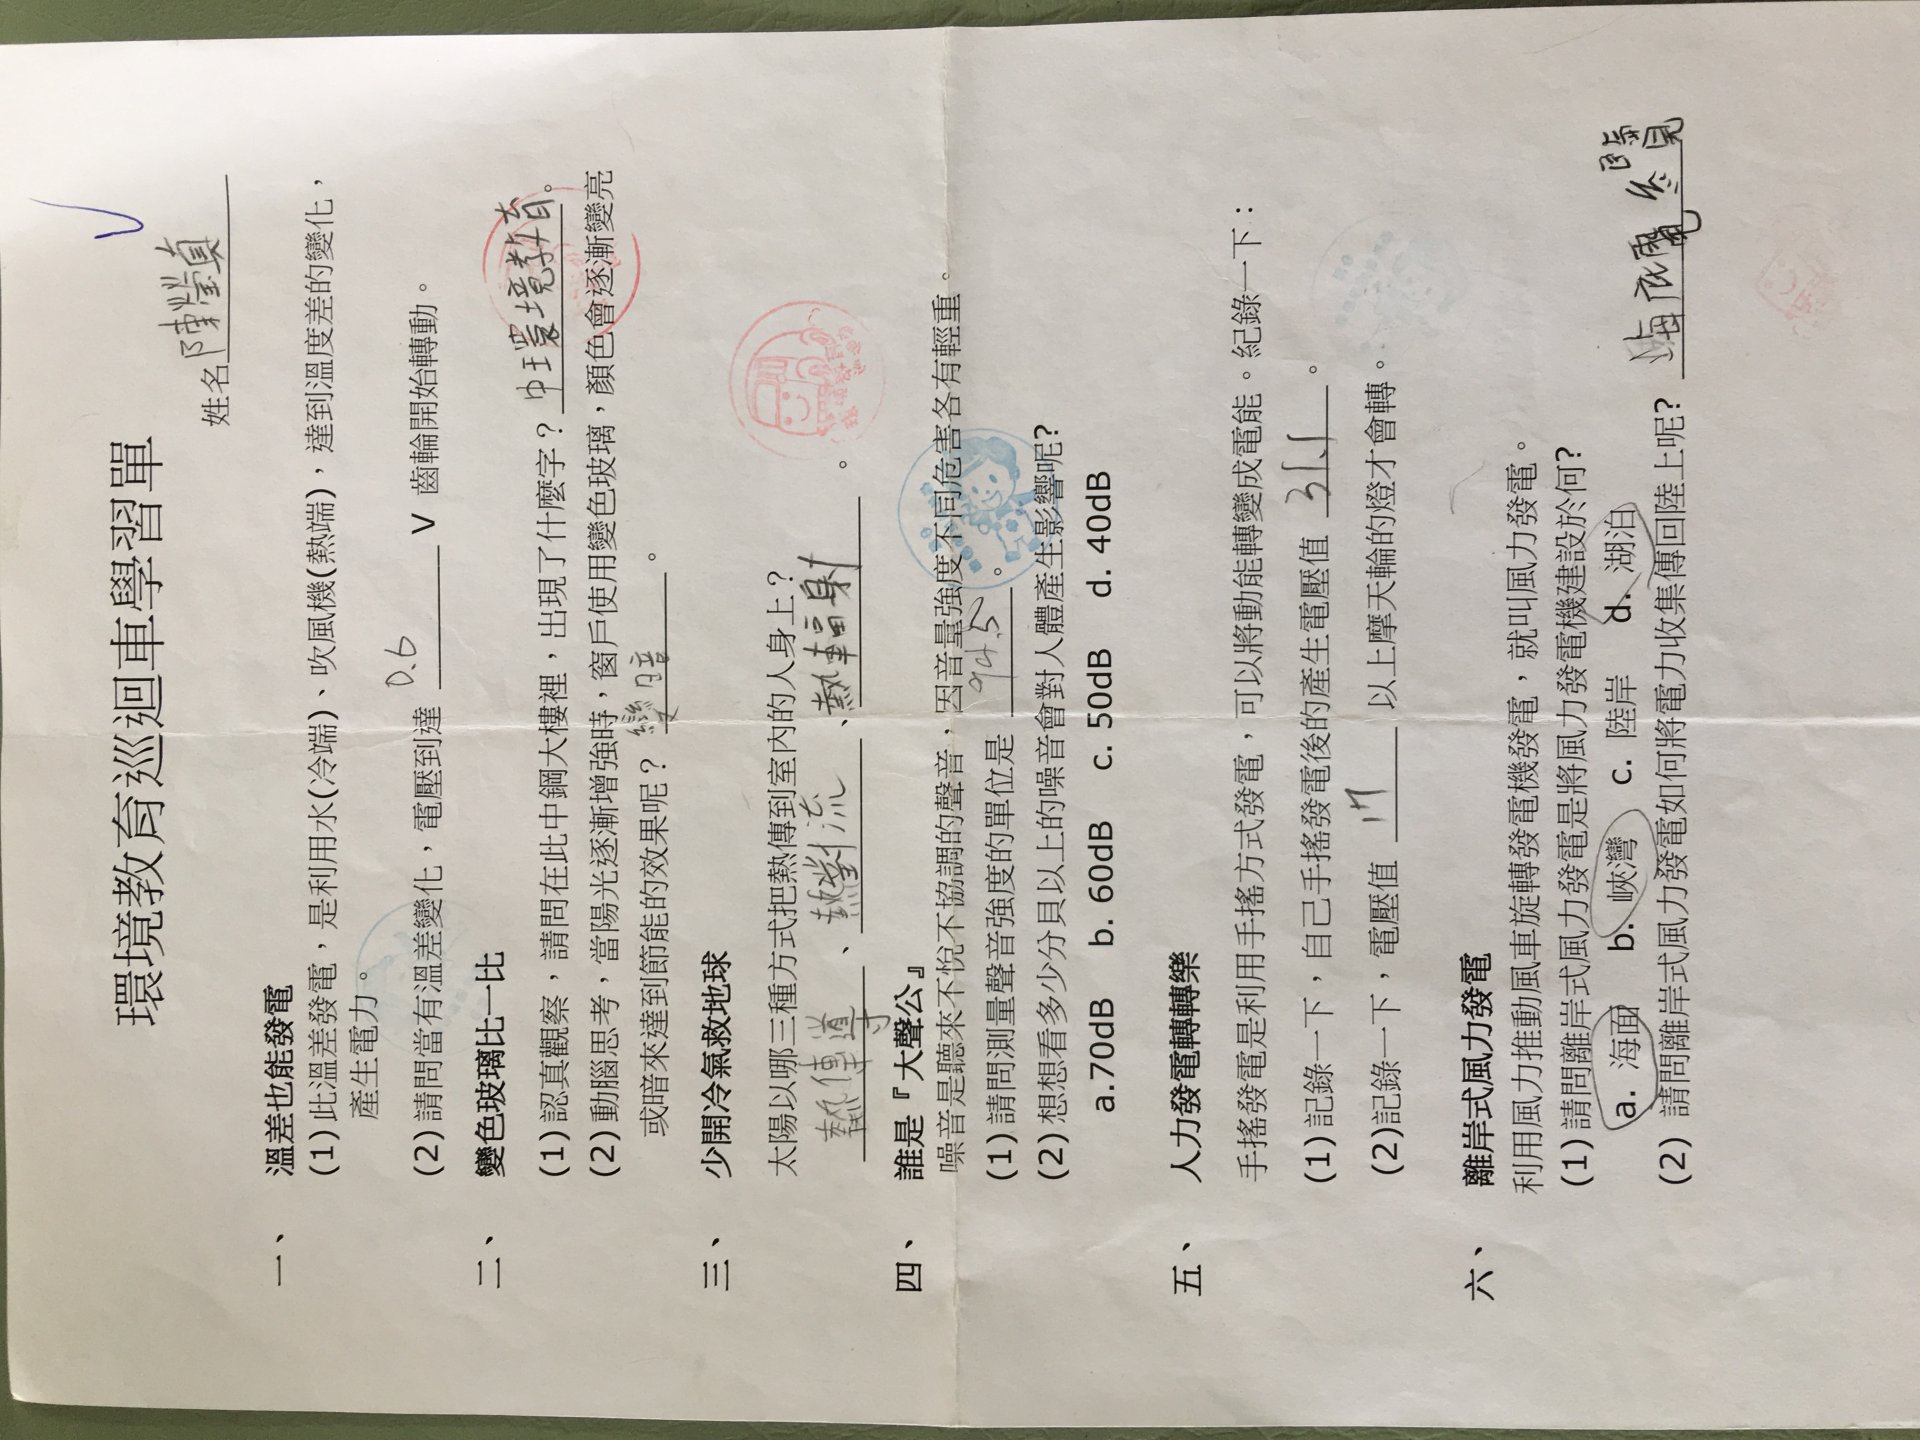 環境教育巡迴車學習單
姓名 陳瑩真
一、 溫差也能發電
(1) 此溫差發電，是利用水(冷端)、吹風機(熱端)，達到溫度差的變化，
產生電力。
(2) 請問當有溫差變化，電壓到達 0.6 V 齒輪開始轉動。
二、 變色玻璃比一比
(1) 認真觀察，請問在此中鋼大樓裡，出現了什麼字？ 中環境教育。
(2) 動腦思考，當陽光逐漸增強時，窗戶使用變色玻璃，顏色會逐漸變亮
或暗來達到節能的效果呢？ 變暗。
三、 少開冷氣救地球
太陽以哪三種方式把熱傳到室內的人身上？
熱傳導、熱對流、熱輻射。
四、 誰是『大聲公』
噪音是聽來不悅不協調的聲音，因音量強度不同危害各有輕重。
(1) 請問測量聲音強度的單位是 94.5。
(2) 想想看多少分貝以上的噪音會對人體產生影響呢?
a.70dB b. 60dB c. 50dB d. 40dB
五、 人力發電轉轉樂
手搖發電是利用手搖方式發電，可以將動能轉變成電能。紀錄一下：
(1) 記錄一下，自己手搖發電後的產生電壓值 。
(2)記錄一下，電壓值 17 以上摩天輪的燈才會轉。
六、 離岸式風力發電
利用風力推動風車旋轉發電機發電，就叫風力發電。
(1) 請問離岸式風力發電是將風力發電機建設於何?
a. 海面 b. 峽灣 c. 陸岸 d. 湖泊
(2) 請問離岸式風力發電如何將電力收集傳回陸上呢? 海底電纜